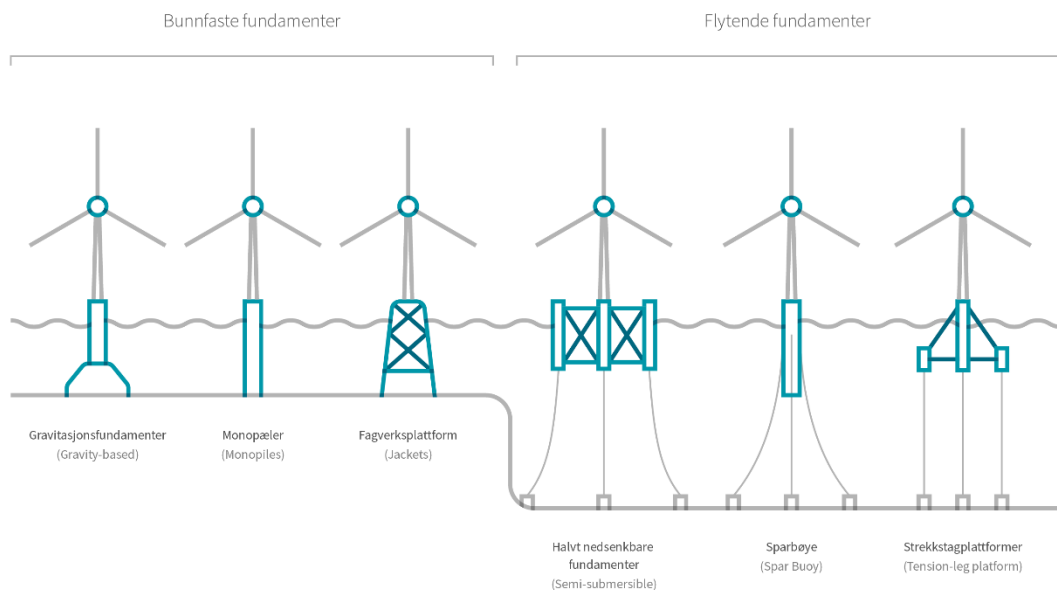 Bunnfaste fundamenter
Flytende fundamenter
Gravitasjonsfundamenter
(Gravity-based)
Monopæler
(Monopiles)
Fagverksplattform
(Jackets)
Halvt nedsenkbare
fundamenter
(Semi-submersible)
Sparbøye
(Spar Buoy)
Strekkstagplattformer
(Tension-leg platform)